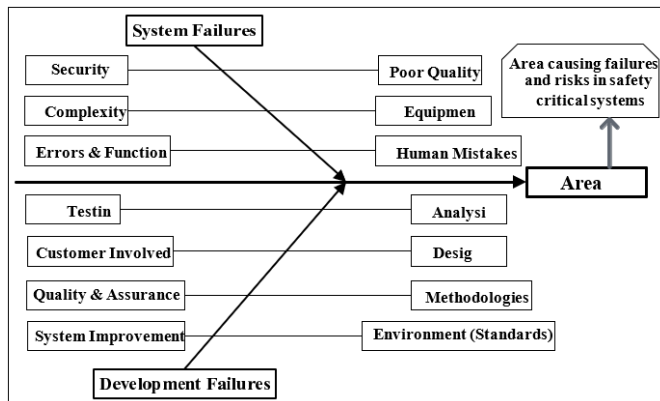 System Failures
Security
Poor Quality
Area causing failures
and risks in safety
critical systems
Complexity
Equipmen
Errors & Function
Human Mistakes
Area
Testin
Analysi
Customer Involved
Desig
Quality & Assurance
Methodologies
System Improvement
Environment (Standards)
Development Failures